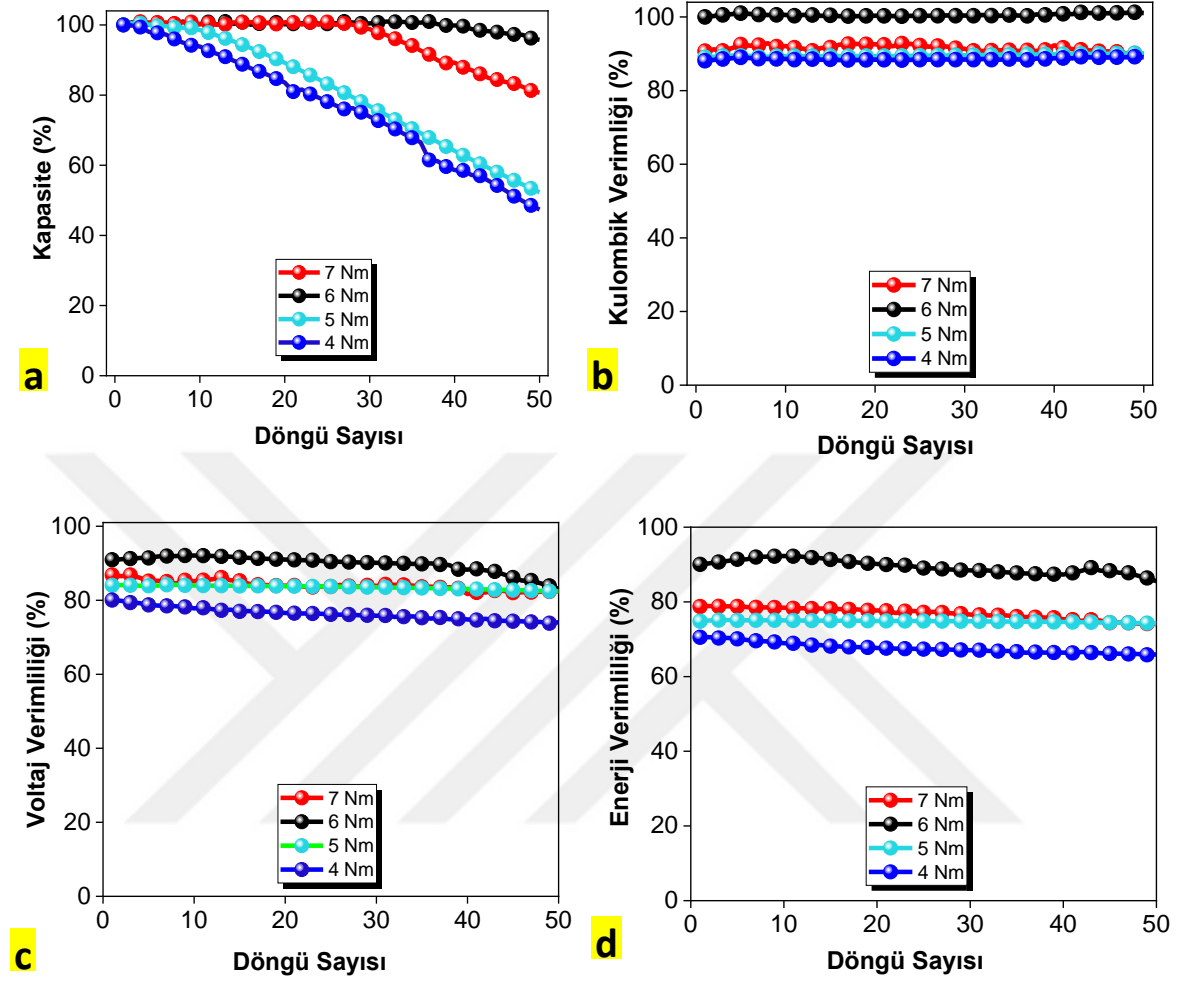 100
80
60
40
20
0
Kapasite (%)
7 Nm
6 Nm
5 Nm
4 Nm
0 10 20 30 40 50
Döngü Sayısı
a
100
80
60
40
20
0
Kulombik Verimliği (%)
7 Nm
6 Nm
5 Nm
4 Nm
0 10 20 30 40 50
Döngü Sayısı
b
100
80
60
40
20
0
Voltaj Verimliliği (%)
7 Nm
6 Nm
5 Nm
4 Nm
0 10 20 30 40 50
Döngü Sayısı
c
100
80
60
40
20
0
Enerji Verimliliği (%)
7 Nm
6 Nm
5 Nm
4 Nm
0 10 20 30 40 50
Döngü Sayısı
d